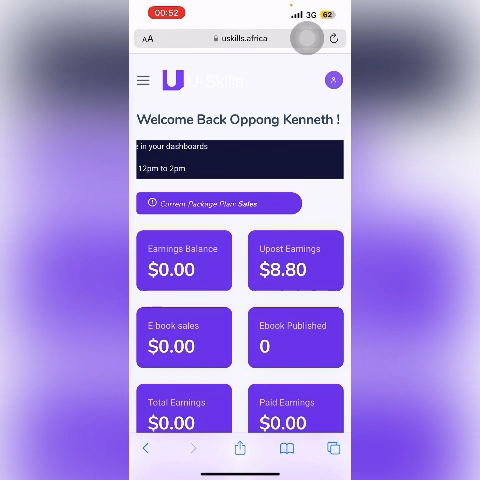 00:52
3G 62
AA uskills.africa
U-Skills
Welcome Back Oppong Kenneth !
in your dashboards
12pm to 2pm
Current Package Plan: Sales
Earnings Balance Upost Earnings
$0.00 $8.80
E-book sales Ebook Published
$0.00 0
Total Earnings Paid Earnings
$0.00 $0.00